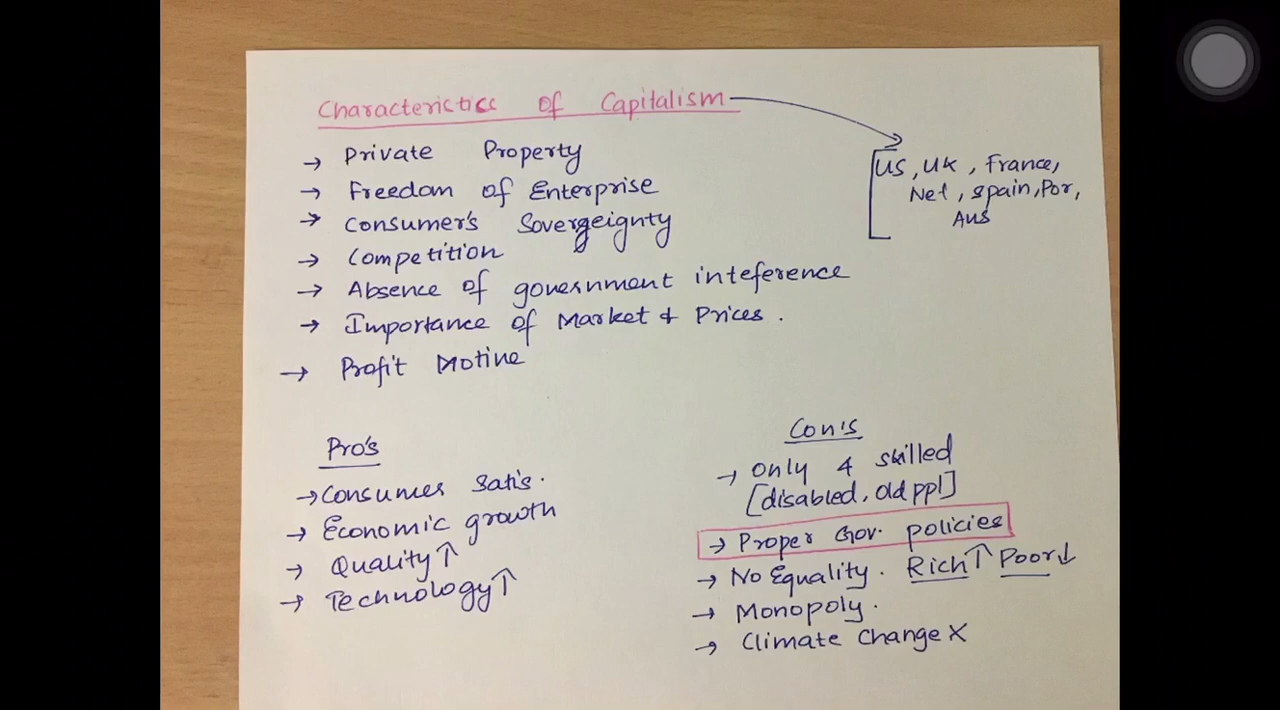 Characteristics of Capitalism
US, UK, France,
Net, Spain, Por,
Aus
→ Private Property
→ Freedom of Enterprise
→ Consumer's Sovergeignty
→ Competition
→ Absence of government inteference
→ Importance of Market & Prices.
→ Profit Motive
Pro's
→ Consumer Satis.
→ Economic growth
→ Quality ↑
→ Technology ↑
Con's
→ Only 4 skilled
[disabled, old ppl]
→ Proper Gov. policies
→ No Equality. Rich ↑ Poor ↓
→ Monopoly.
→ Climate Change X